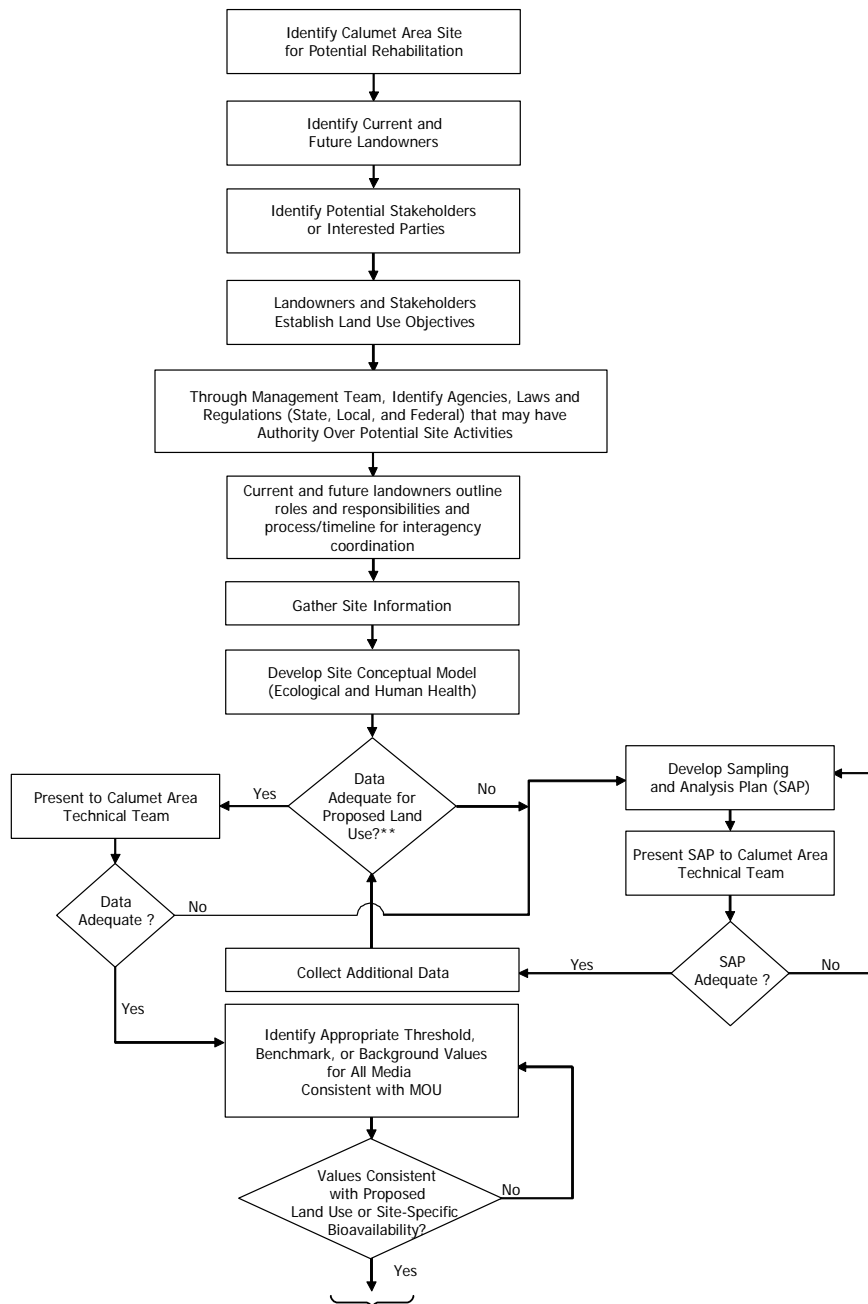 Identify Calumet Area Site
for Potential Rehabilitation
Identify Current and
Future Landowners
Identify Potential Stakeholders
or Interested Parties
Landowners and Stakeholders
Establish Land Use Objectives
Through Management Team, Identify Agencies, Laws and
Regulations (State, Local, and Federal) that may have
Authority Over Potential Site Activities
Current and future landowners outline
roles and responsibilities and
process/timeline for interagency
coordination
Gather Site Information
Develop Site Conceptual Model
(Ecological and Human Health)
Data
Adequate for
Proposed Land
Use?**
Yes
No
Present to Calumet Area
Technical Team
Develop Sampling
and Analysis Plan (SAP)
Present SAP to Calumet Area
Technical Team
Data
Adequate ?
No
Yes
SAP
Adequate ?
Yes
No
Collect Additional Data
Identify Appropriate Threshold,
Benchmark, or Background Values
for All Media
Consistent with MOU
Values Consistent
with Proposed
Land Use or Site-Specific
Bioavailability?
No
Yes